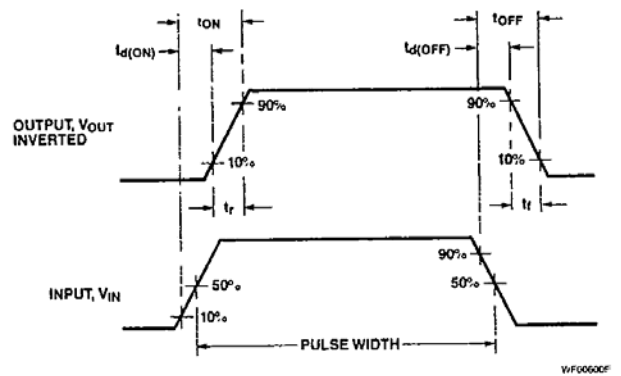 tON
tOFF
td(ON)
td(OFF)
90%
90%
OUTPUT, VOUT
INVERTED
10%
10%
tr
tf
90%
INPUT, VIN
50%
50%
10%
PULSE WIDTH
WF00600F